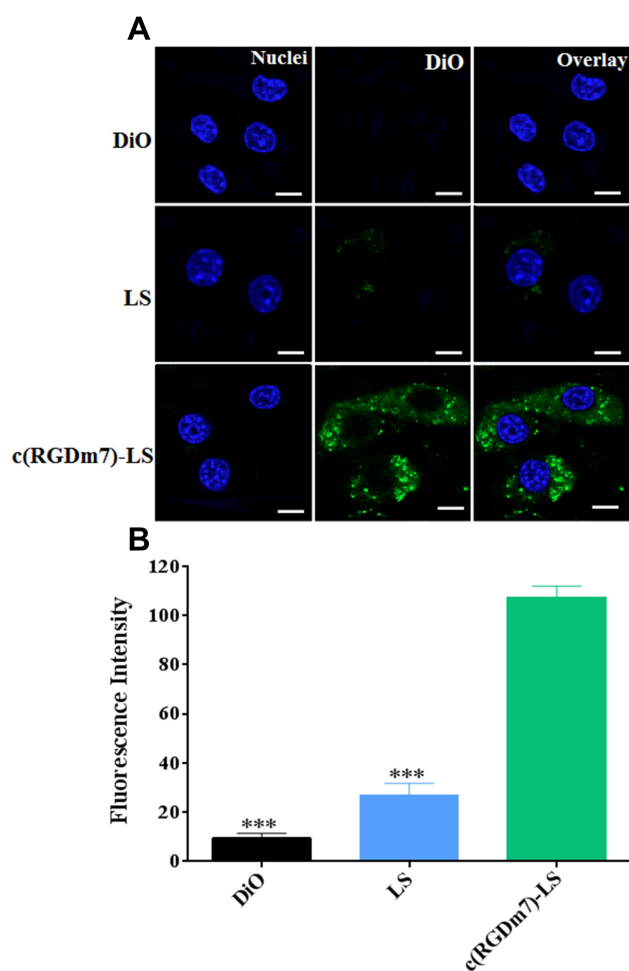 A
Nuclei DiO Overlay
DiO
LS
c(RGDm7)-LS
B
Fluorescence Intensity
120
100
80
60
40
20
0
***
***
DiO LS c(RGDm7)-LS